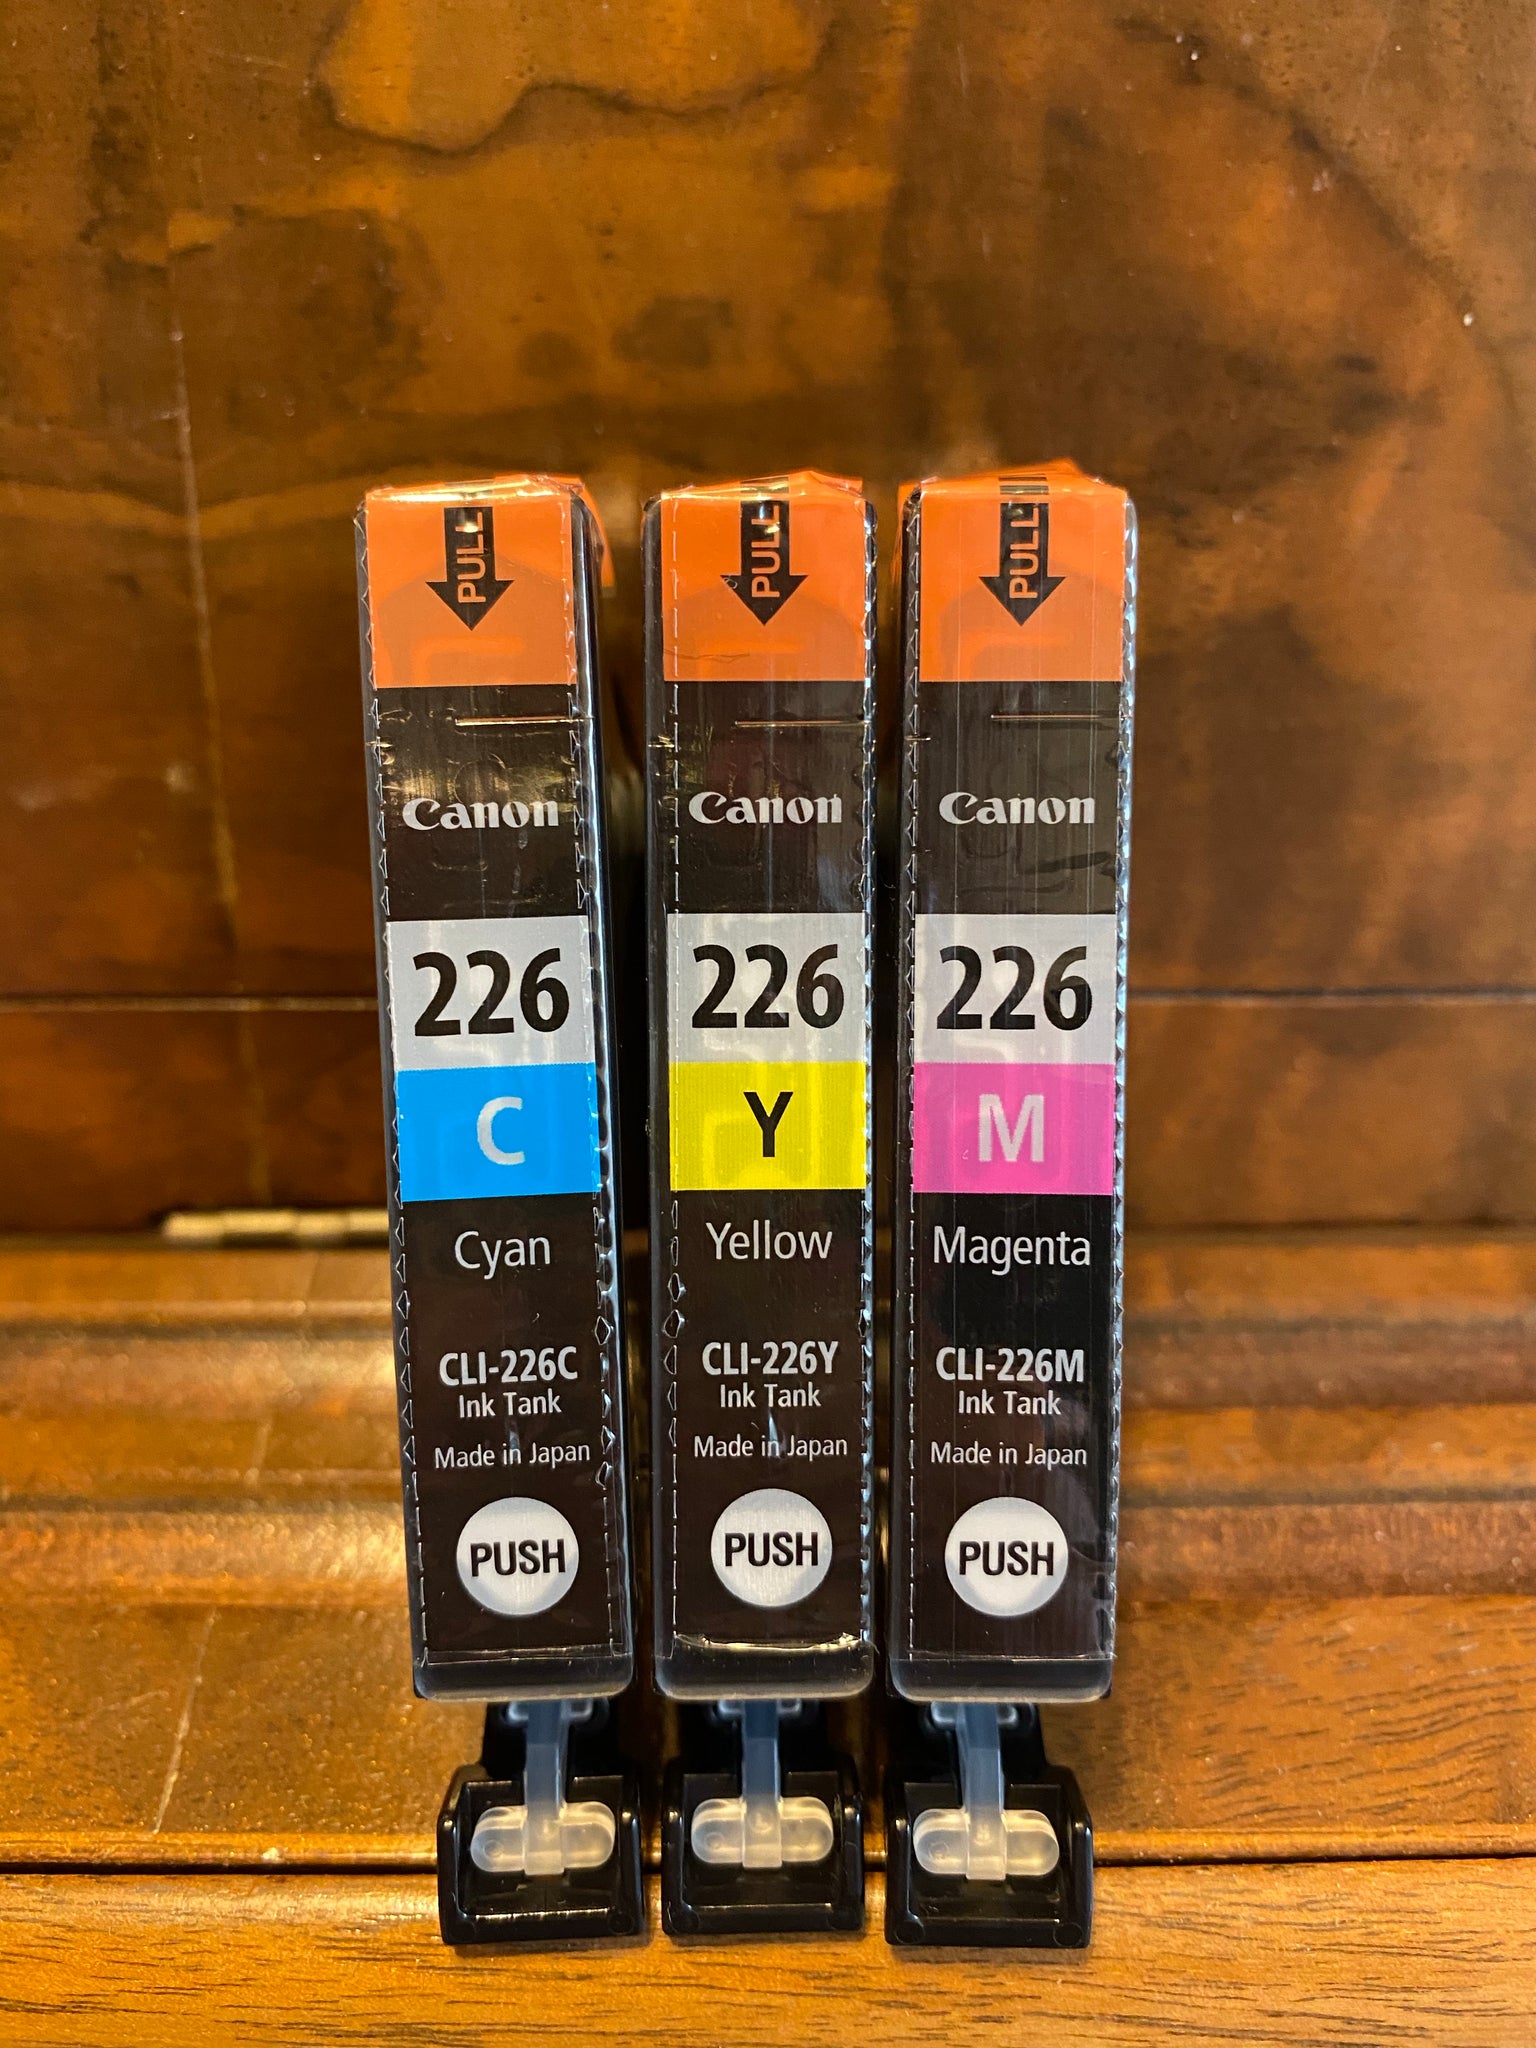 PULL
Canon
226
C
Cyan
CLI-226C
Ink Tank
Made in Japan
PUSH
PULL
Canon
226
Y
Yellow
CLI-226Y
Ink Tank
Made in Japan
PUSH
PULL
Canon
226
M
Magenta
CLI-226M
Ink Tank
Made in Japan
PUSH